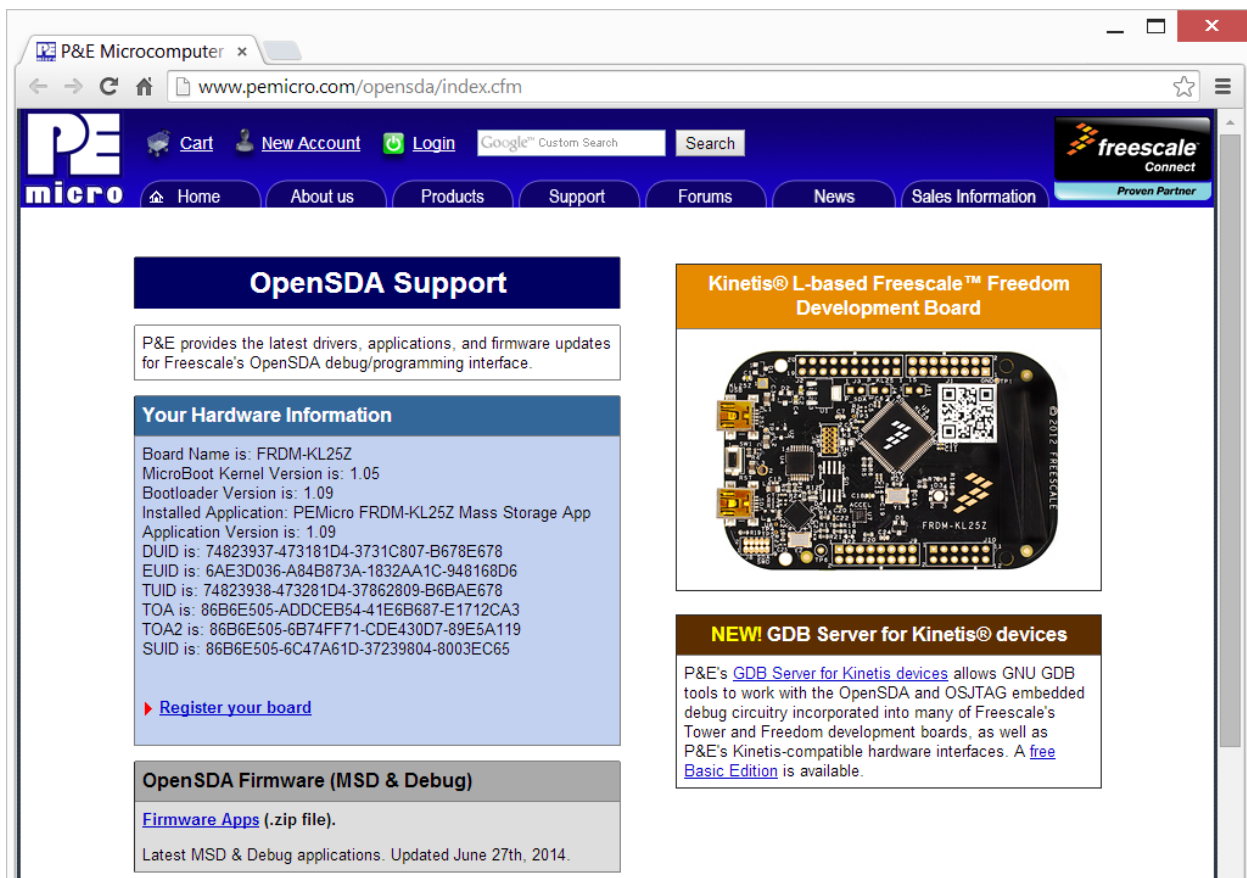 P&E Microcomputer ×
www.pemicro.com/opensda/index.cfm
PE
micro
Cart New Account Login Google™ Custom Search Search
Home About us Products Support Forums News Sales Information
freescale
Connect
Proven Partner
OpenSDA Support
P&E provides the latest drivers, applications, and firmware updates
for Freescale's OpenSDA debug/programming interface.
Your Hardware Information
Board Name is: FRDM-KL25Z
MicroBoot Kernel Version is: 1.05
Bootloader Version is: 1.09
Installed Application: PEMicro FRDM-KL25Z Mass Storage App
Application Version is: 1.09
DUID is: 74823937-473181D4-3731C807-B678E678
EUID is: 6AE3D036-A84B873A-1832AA1C-948168D6
TUID is: 74823938-473281D4-37862809-B6BAE678
TOA is: 86B6E505-ADDCEB54-41E6B687-E1712CA3
TOA2 is: 86B6E505-6B74FF71-CDE430D7-89E5A119
SUID is: 86B6E505-6C47A61D-37239804-8003EC65
Register your board
OpenSDA Firmware (MSD & Debug)
Firmware Apps (.zip file).
Latest MSD & Debug applications. Updated June 27th, 2014.
Kinetis® L-based Freescale™ Freedom
Development Board
©2012 FREESCALE
FRDM-KL25Z
NEW! GDB Server for Kinetis® devices
P&E's GDB Server for Kinetis devices allows GNU GDB
tools to work with the OpenSDA and OSJTAG embedded
debug circuitry incorporated into many of Freescale's
Tower and Freedom development boards, as well as
P&E's Kinetis-compatible hardware interfaces. A free
Basic Edition is available.